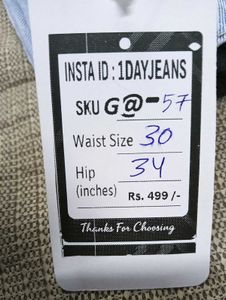 INSTA ID : 1DAYJEANS
SKU G@-57
Waist Size 30
Hip 34
(inches) Rs. 499 /-
Thanks For Choosing